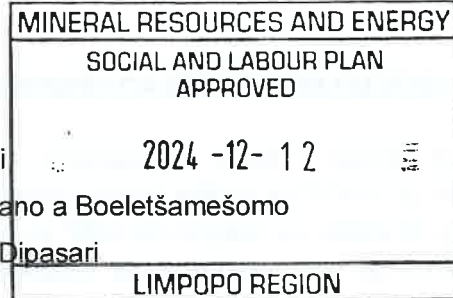 MINERAL RESOURCES AND ENERGY
SOCIAL AND LABOUR PLAN
APPROVED
i
2024 -12- 12
ano a Boeletšamešomo
Dipasari
LIMPOPO REGION